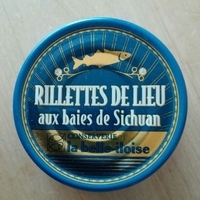 RILLETTES DE LIEU
aux baies de Sichuan
CONSERVERIE
la belle-iloise